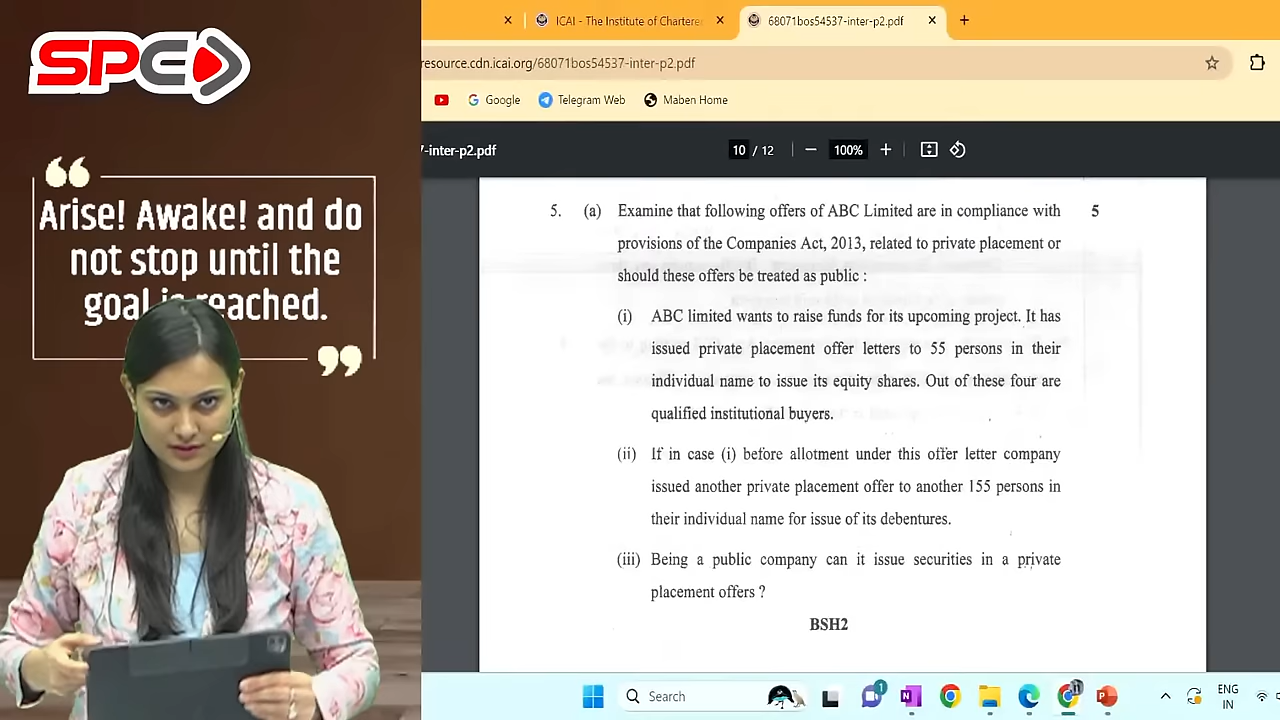 SPC
“
Arise! Awake! and do
not stop until the
goal is reached.
”
ICAI - The Institute of Charterer
68071bos54537-inter-p2.pdf
resource.cdn.icai.org/68071bos54537-inter-p2.pdf
Google
Telegram Web
Maben Home
-inter-p2.pdf
10 / 12
100%
5. (a) Examine that following offers of ABC Limited are in compliance with 5
provisions of the Companies Act, 2013, related to private placement or
should these offers be treated as public :
(i) ABC limited wants to raise funds for its upcoming project. It has
issued private placement offer letters to 55 persons in their
individual name to issue its equity shares. Out of these four are
qualified institutional buyers.
(ii) If in case (i) before allotment under this offer letter company
issued another private placement offer to another 155 persons in
their individual name for issue of its debentures.
(iii) Being a public company can it issue securities in a private
placement offers ?
BSH2
Search
1
11
ENG
IN